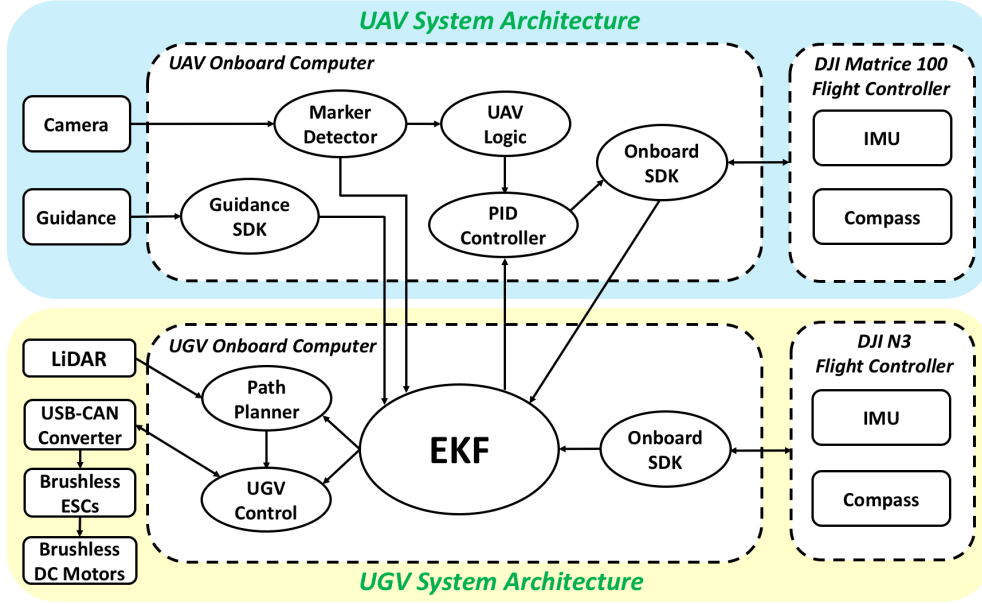 UAV System Architecture
UAV Onboard Computer
DJI Matrice 100
Flight Controller
Camera
Marker
Detector
UAV
Logic
Onboard
SDK
IMU
Guidance
Guidance
SDK
PID
Controller
Compass
UGV Onboard Computer
DJI N3
Flight Controller
LiDAR
Path
Planner
USB-CAN
Converter
EKF
Onboard
SDK
IMU
Brushless
ESCs
UGV
Control
Compass
Brushless
DC Motors
UGV System Architecture